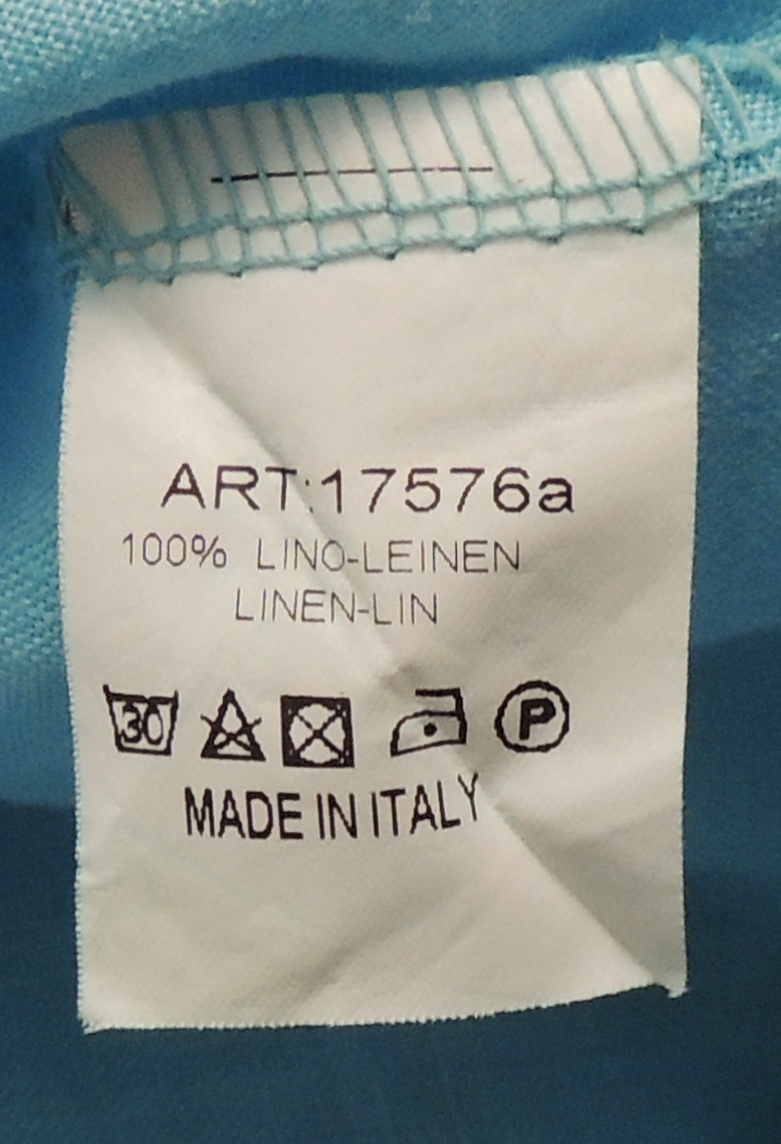 ART:17576a
100% LINO-LEINEN
LINEN-LIN
30 P
MADE IN ITALY